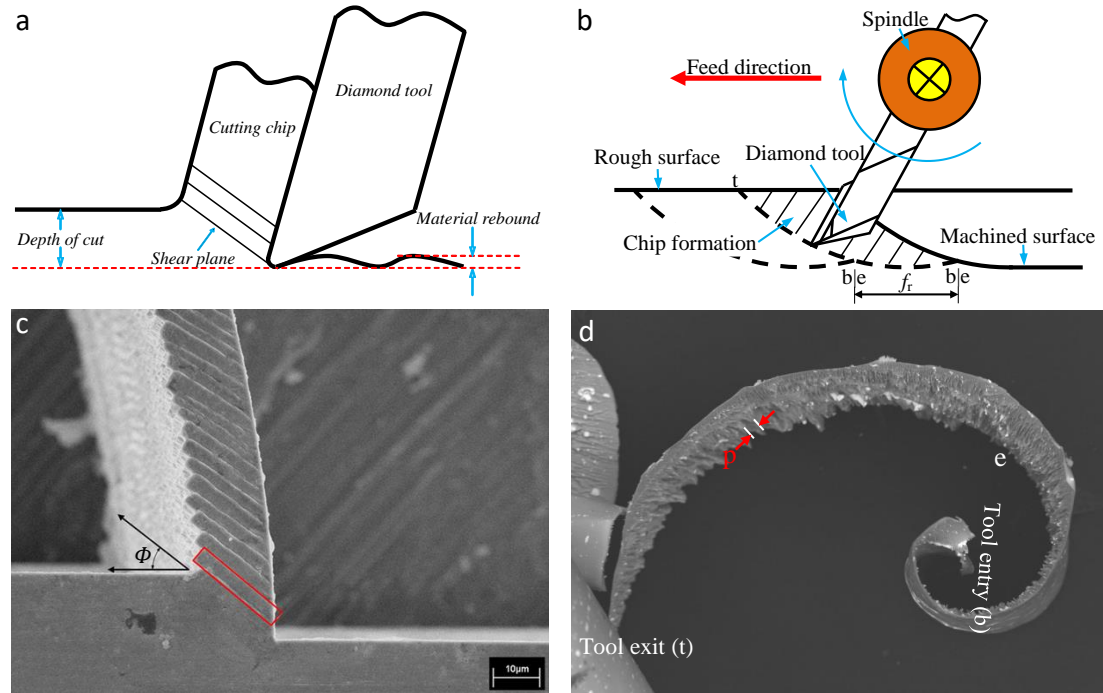 a
Cutting chip
Diamond tool
Depth of cut
Shear plane
Material rebound
b
Spindle
Feed direction
Rough surface
t
Diamond tool
Chip formation
Machined surface
b e
b e
fr
c
Φ
10µm
d
p
e
Tool entry (b)
Tool exit (t)